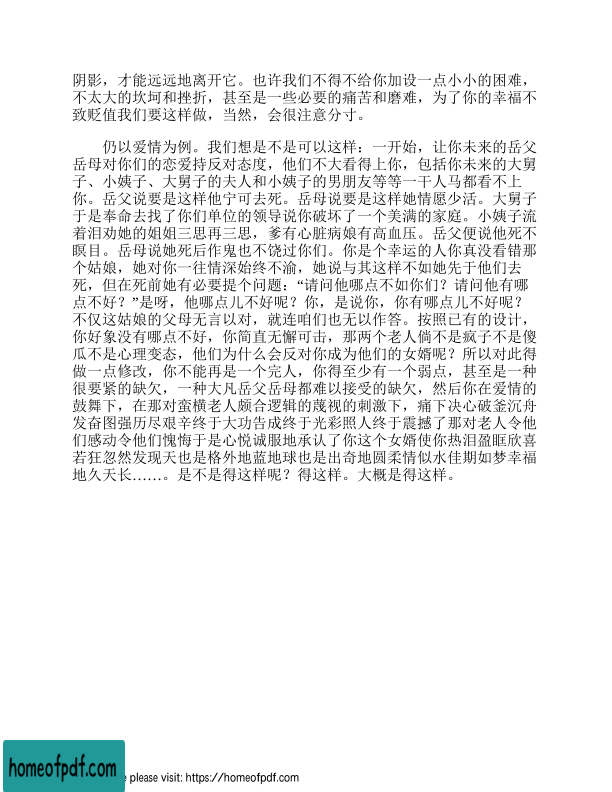 阴影，才能远远地离开它。也许我们不得不给你加设一点小小的困难，
不太大的坎坷和挫折，甚至是一些必要的痛苦和磨难，为了你的幸福不
致贬值我们要这样做，当然，会很注意分寸。
仍以爱情为例。我们想是不是可以这样：一开始，让你未来的岳父
岳母对你们的恋爱持反对态度，他们不大看得上你，包括你未来的大舅
子、小姨子、大舅子的夫人和小姨子的男朋友等等一干人马都看不上
你。岳父说要是这样他宁可去死。岳母说要是这样她情愿少活。大舅子
于是奉命去找了你们单位的领导说你破坏了一个美满的家庭。小姨子流
着泪劝她的姐姐三思再三思，爹有心脏病娘有高血压。岳父便说他死不
瞑目。岳母说她死后作鬼也不饶过你们。你是个幸运的人你真没看错那
个姑娘，她对你一往情深始终不渝，她说与其这样不如她先于他们去
死，但在死前她有必要提个问题：“请问他哪点不如你们？请问他有哪
点不好？”是呀，他哪点儿不好呢？你，是说你，你有哪点儿不好呢？
不仅这姑娘的父母无言以对，就连咱们也无以作答。按照已有的设计，
你好象没有哪点不好，你简直无懈可击，那两个老人倘不是疯子不是傻
瓜不是心理变态，他们为什么会反对你成为他们的女婿呢？所以对此得
做一点修改，你不能再是一个完人，你得至少有一个弱点，甚至是一种
很要紧的缺欠，一种大凡岳父岳母都难以接受的缺欠，然后你在爱情的
鼓舞下，在那对蛮横老人颇合逻辑的蔑视的刺激下，痛下决心破釜沉舟
发奋图强历尽艰辛终于大功告成终于光彩照人终于震撼了那对老人令他
们感动令他们愧悔于是心悦诚服地承认了你这个女婿使你热泪盈眶欣喜
若狂忽然发现天也是格外地蓝地球也是出奇地圆柔情似水佳期如梦幸福
地久天长……。是不是得这样呢？得这样。大概是得这样。
homeofpdf.com
please visit: https://homeofpdf.com